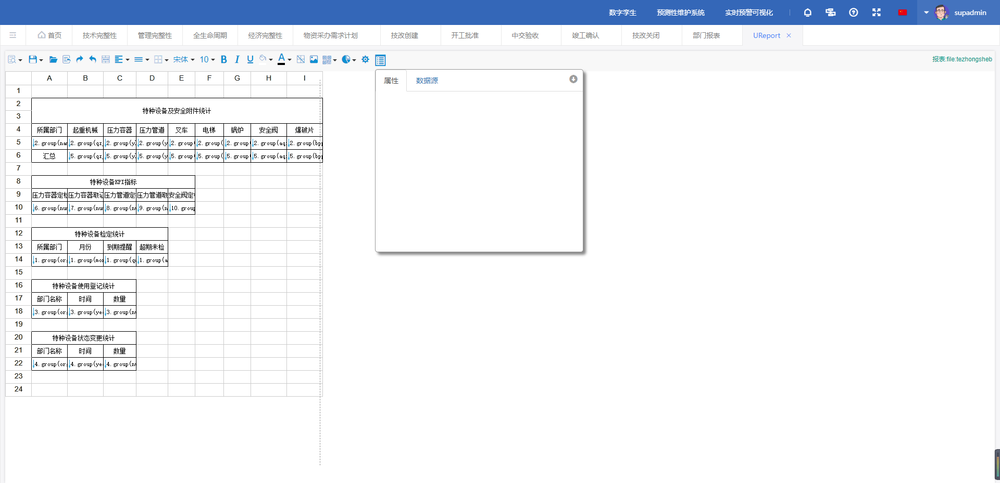 数字孪生 预测性维护系统 实时预警可视化 supadmin
首页 技术完整性 管理完整性 全生命周期 经济完整性 物资采办需求计划 技改创建 开工批准 中交验收 竣工确认 技改关闭 部门报表 UReport ×
宋体 10 B I U A 报表:file:tezhongsheb
A B C D E F G H I
属性 数据源
1
2
特种设备及安全附件统计
3
4 所属部门 起重机械 压力容器 压力管道 叉车 电梯 锅炉 安全阀 爆破片
5 2.group(nam 2.group(qz 2.group(y 2.group(y 2.group 2.group( 2.group 2.group(aq 2.group(bp
6 汇总 5.group(qz 5.group(y 5.group(y 5.group 5.group( 5.group 5.group(aq 5.group(bp
7
8 特种设备KPI指标
9 压力容器定检 压力容器取证 压力管道定 压力管道取 安全阀定
10 6.group(num 7.group(num 8.group(nu 9.group(n 10.group
11
12 特种设备检定统计
13 所属部门 月份 到期提醒 超期未检
14 1.group(or 1.group(mon 1.group(qv 1.group(a
15
16 特种设备使用登记统计
17 部门名称 时间 数量
18 3.group(or 3.group(ye 3.group(nu
19
20 特种设备状态变更统计
21 部门名称 时间 数量
22 4.group(or 4.group(ye 4.group(nu
23
24